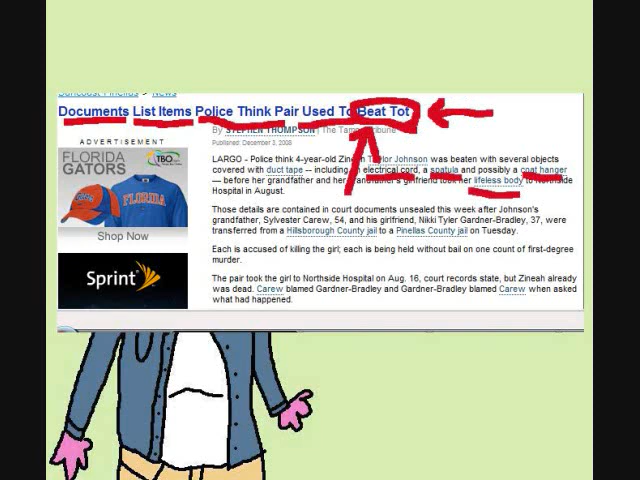 Suncoast Pinellas > News
Documents List Items Police Think Pair Used To Beat Tot
By STEPHEN THOMPSON | The Tampa Tribune
Published: December 3, 2008
ADVERTISEMENT
FLORIDA
GATORS
TBO
FLORIDA
Shop Now
Sprint
LARGO - Police think 4-year-old Zineah Taylor Johnson was beaten with several objects
covered with duct tape -- including an electrical cord, a spatula and possibly a coat hanger
— before her grandfather and her grandfather's girlfriend took her lifeless body to Northside
Hospital in August.
Those details are contained in court documents unsealed this week after Johnson's
grandfather, Sylvester Carew, 54, and his girlfriend, Nikki Tyler Gardner-Bradley, 37, were
transferred from a Hillsborough County jail to a Pinellas County jail on Tuesday.
Each is accused of killing the girl; each is being held without bail on one count of first-degree
murder.
The pair took the girl to Northside Hospital on Aug. 16, court records state, but Zineah already
was dead. Carew blamed Gardner-Bradley and Gardner-Bradley blamed Carew when asked
what had happened.